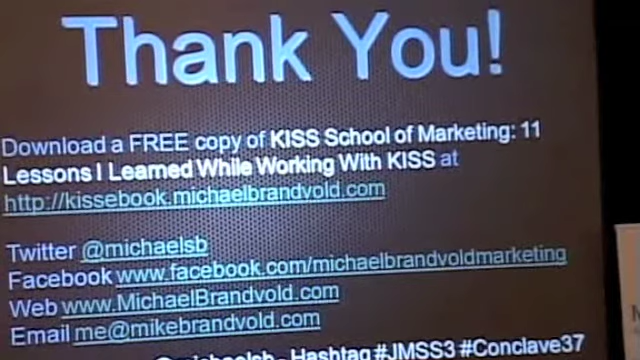 Thank You!
Download a FREE copy of KISS School of Marketing: 11
Lessons I Learned While Working With KISS at
http://kissebook.michaelbrandvold.com
Twitter @michaelsb
Facebook www.facebook.com/michaelbrandvoldmarketing
Web www.MichaelBrandvold.com
Email me@mikebrandvold.com
- Hashtag #JMSS3 #Conclave37